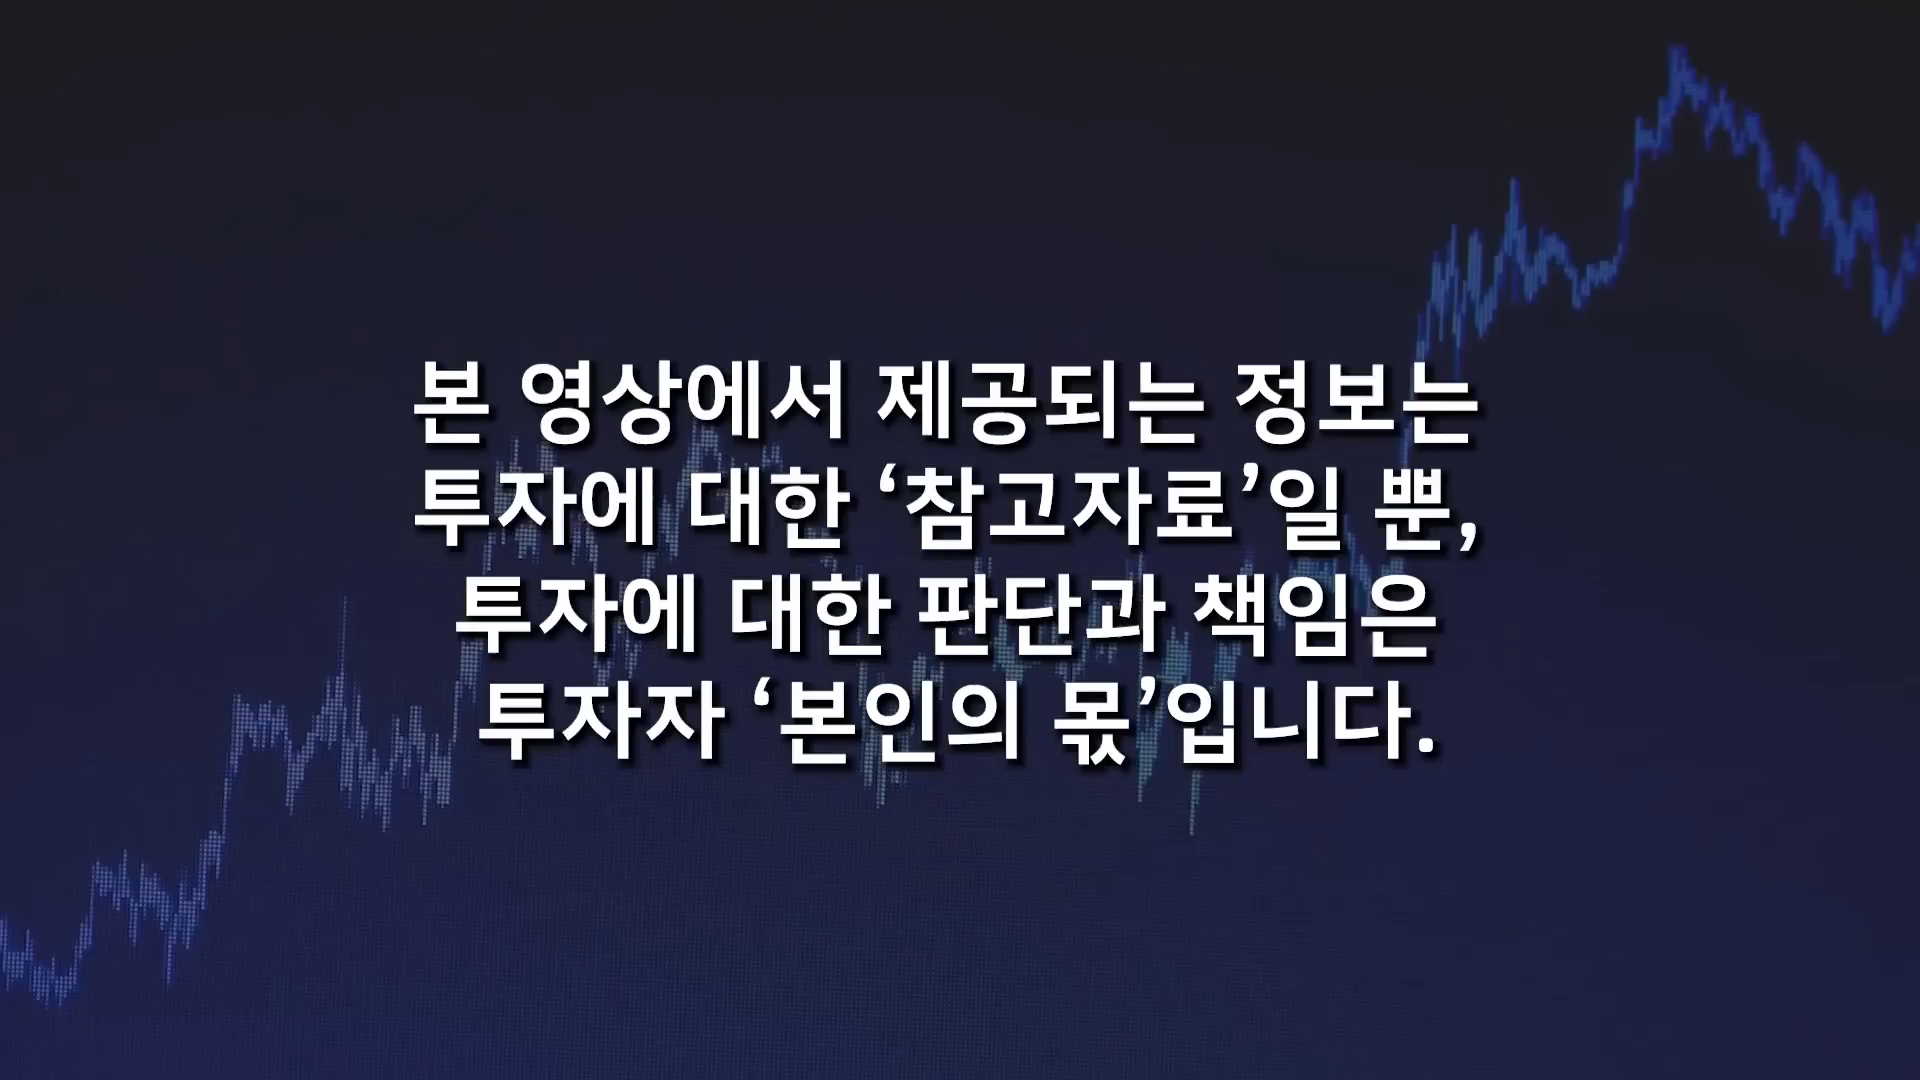 본 영상에서 제공되는 정보는
투자에 대한 ‘참고자료’일 뿐,
투자에 대한 판단과 책임은
투자자 ‘본인의 몫’입니다.